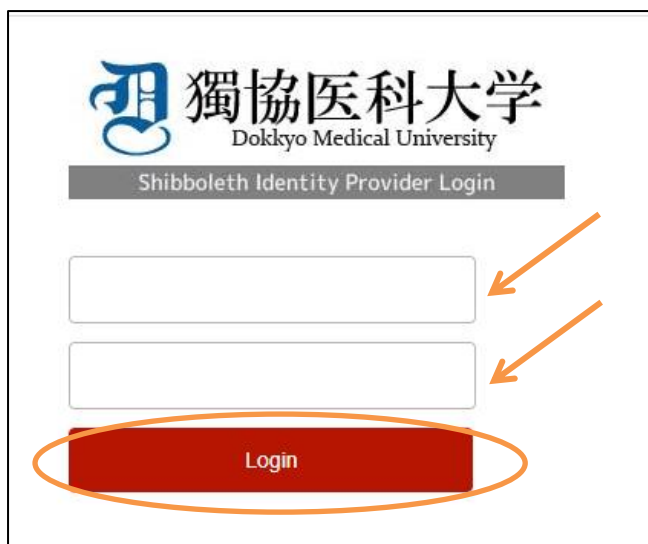 獨協医科大学
Dokkyo Medical University
Shibboleth Identity Provider Login
Login